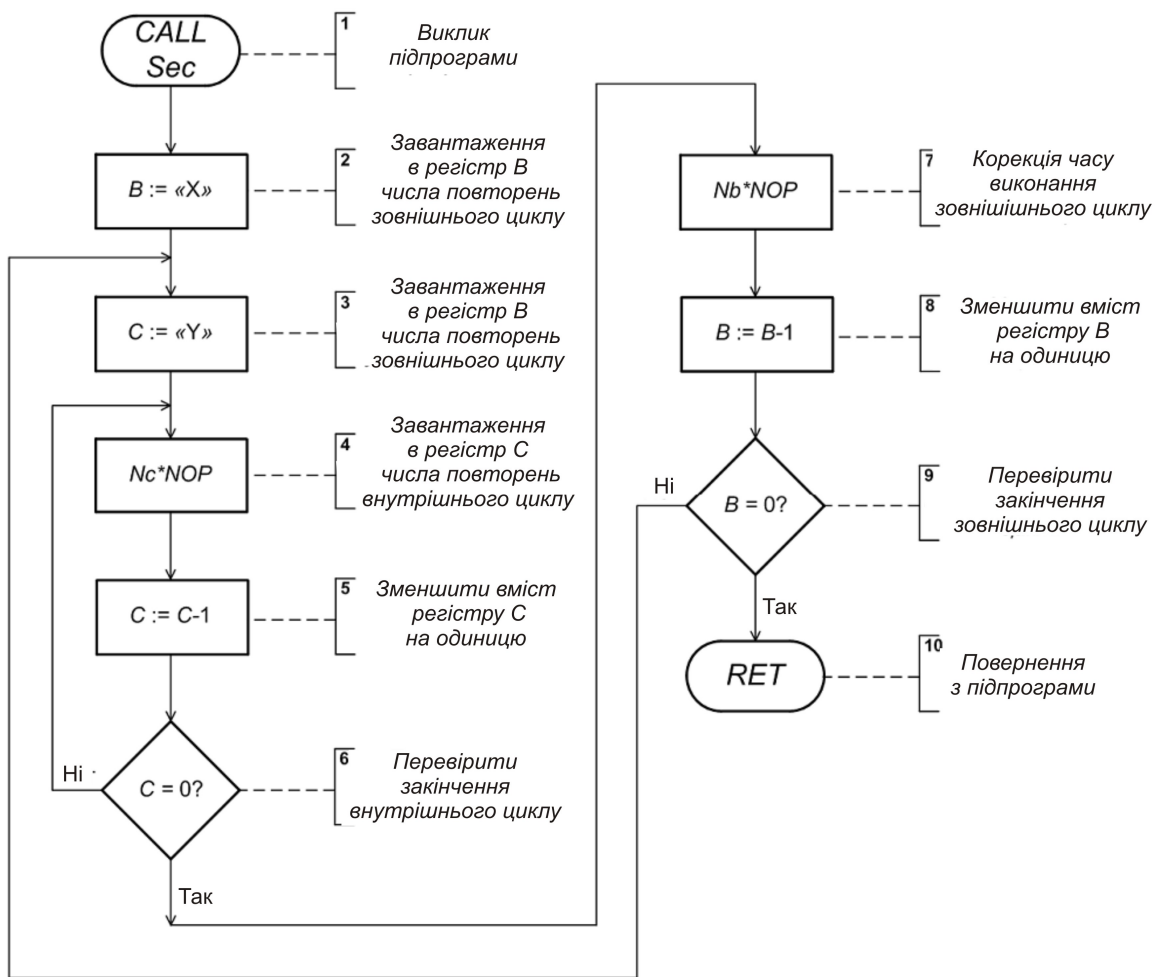 CALL
Sec
1
Виклик
підпрограми
B := «X»
2
Завантаження
в регістр B
числа повторень
зовнішнього циклу
C := «Y»
3
Завантаження
в регістр B
числа повторень
зовнішнього циклу
Nc*NOP
4
Завантаження
в регістр C
числа повторень
внутрішнього циклу
C := C-1
5
Зменшити вміст
регістру C
на одиницю
C = 0?
Ні
Так
6
Перевірити
закінчення
внутрішнього циклу
Nb*NOP
7
Корекція часу
виконання
зовнішішнього циклу
B := B-1
8
Зменшити вміст
регістру B
на одиницю
B = 0?
Ні
Так
9
Перевірити
закінчення
зовнішнього циклу
RET
10
Повернення
з підпрограми